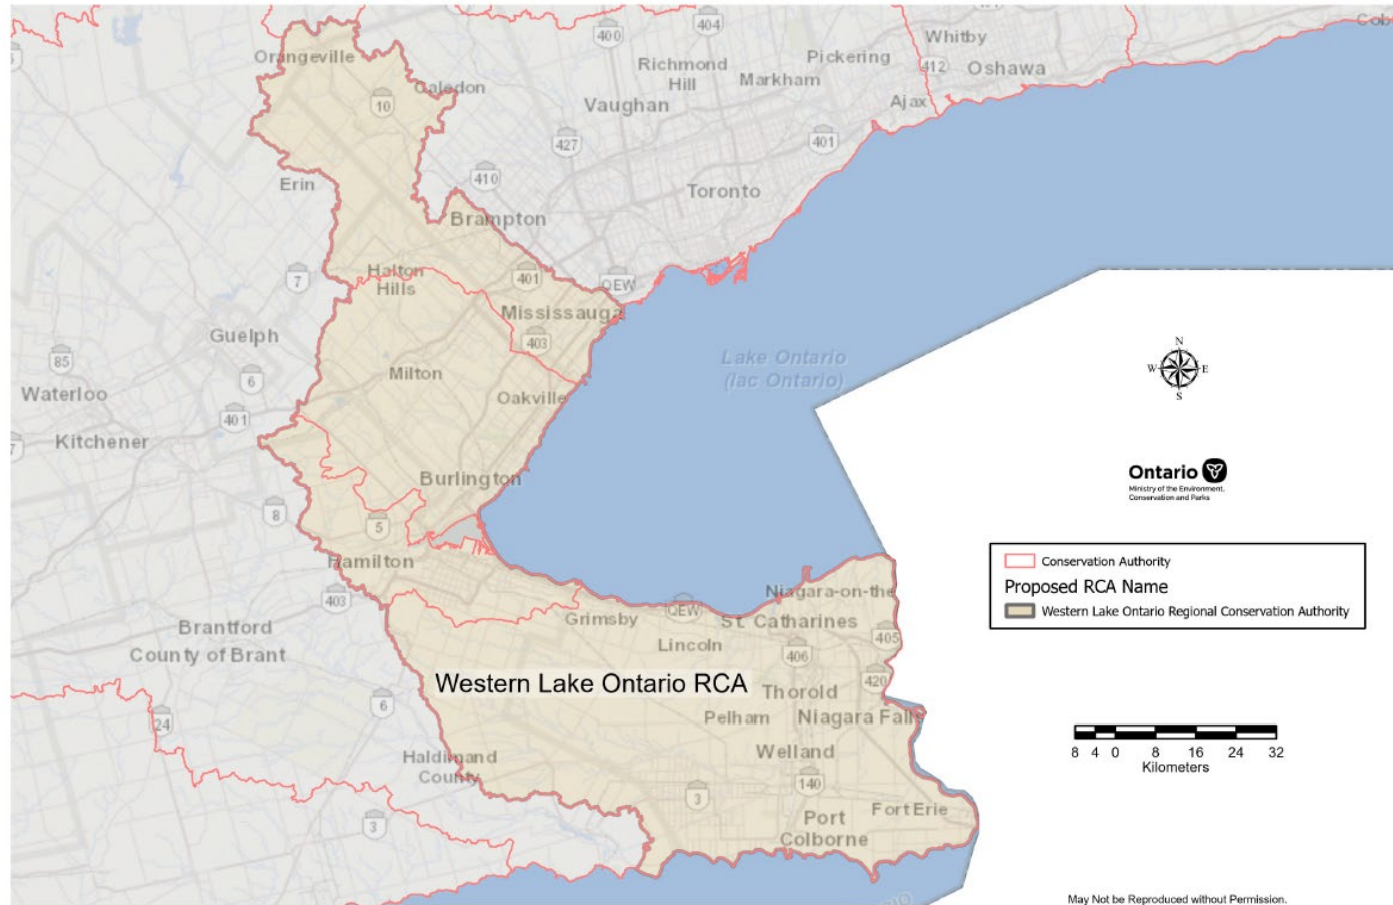 404
400
Whitby
Orangeville
Richmond
Hill
Pickering
Markham
412
Oshawa
Caledon
10
Vaughan
Ajax
427
401
410
Erin
Toronto
Brampton
Halton
Hills
401
QEW
7
Mississauga
Guelph
403
85
Milton
Lake Ontario
(lac Ontario)
6
Waterloo
Oakville
401
Kitchener
Burlington
8
5
Hamilton
403
Niagara-on-the
QEW
Grimsby
St. Catharines
Brantford
County of Brant
Lincoln
405
406
Western Lake Ontario RCA
420
Thorold
6
Pelham
Niagara Falls
24
Welland
Haldimand
County
140
3
Fort Erie
3
Port
Colborne
N
W
E
S
Ontario
Ministry of the Environment,
Conservation and Parks
Conservation Authority
Proposed RCA Name
Western Lake Ontario Regional Conservation Authority
8 4 0 8 16 24 32
Kilometers
May Not be Reproduced without Permission.